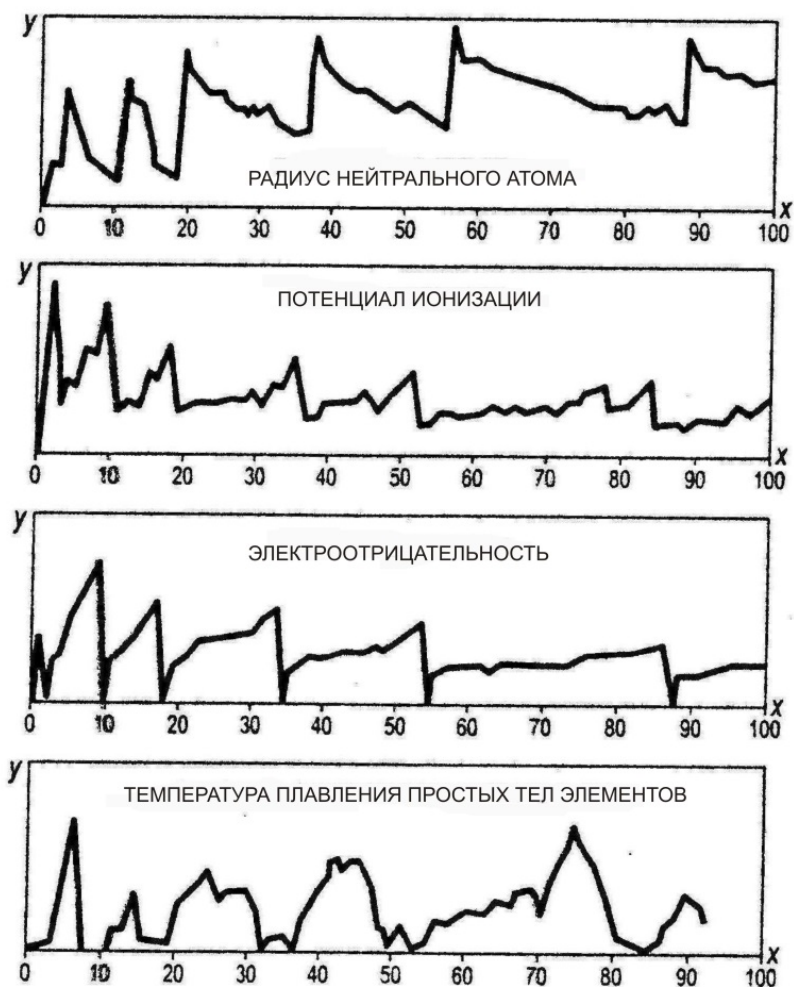 y
РАДИУС НЕЙТРАЛЬНОГО АТОМА
x
0 10 20 30 40 50 60 70 80 90 100
y
ПОТЕНЦИАЛ ИОНИЗАЦИИ
x
0 10 20 30 40 50 60 70 80 90 100
y
ЭЛЕКТРООТРИЦАТЕЛЬНОСТЬ
x
0 10 20 30 40 50 60 70 80 90 100
y
ТЕМПЕРАТУРА ПЛАВЛЕНИЯ ПРОСТЫХ ТЕЛ ЭЛЕМЕНТОВ
x
0 10 20 30 40 50 60 70 80 90 100